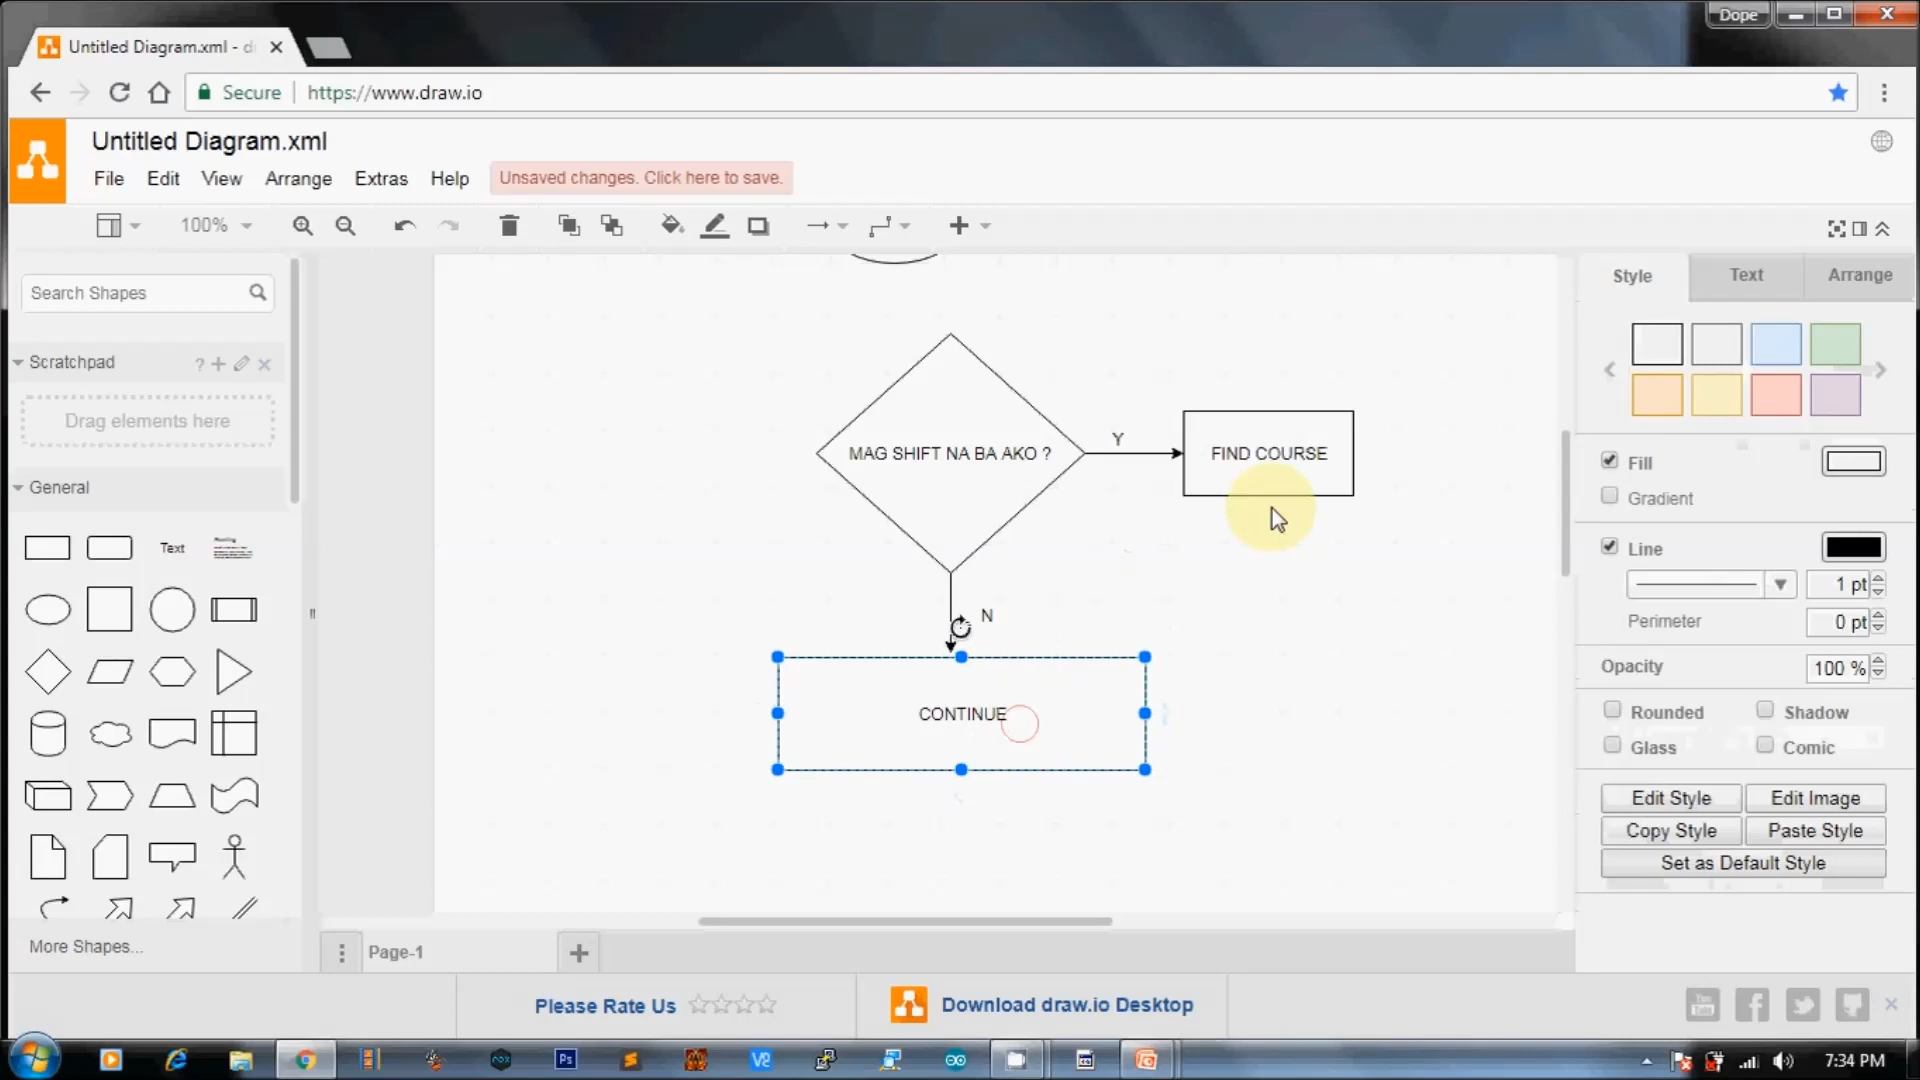 Dope
Untitled Diagram.xml - d
Secure
https://www.draw.io
Untitled Diagram.xml
File Edit View Arrange Extras Help
Unsaved changes. Click here to save.
100%
Search Shapes
Scratchpad
?
Drag elements here
General
Text
More Shapes...
MAG SHIFT NA BA AKO ?
Y
FIND COURSE
N
CONTINUE
Style Text Arrange
Fill
Gradient
Line
1 pt
Perimeter
0 pt
Opacity
100 %
Rounded
Shadow
Glass
Comic
Edit Style
Edit Image
Copy Style
Paste Style
Set as Default Style
Page-1
Please Rate Us
Download draw.io Desktop
You
Tube
Ps
V2
7:34 PM